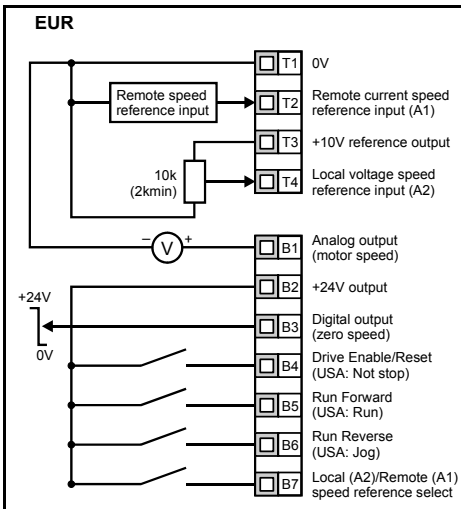 EUR
T1 0V
Remote speed
reference input
T2 Remote current speed
reference input (A1)
T3 +10V reference output
10k
(2kmin)
T4 Local voltage speed
reference input (A2)
– V +
B1 Analog output
(motor speed)
B2 +24V output
+24V
0V
B3 Digital output
(zero speed)
B4 Drive Enable/Reset
(USA: Not stop)
B5 Run Forward
(USA: Run)
B6 Run Reverse
(USA: Jog)
B7 Local (A2)/Remote (A1)
speed reference select